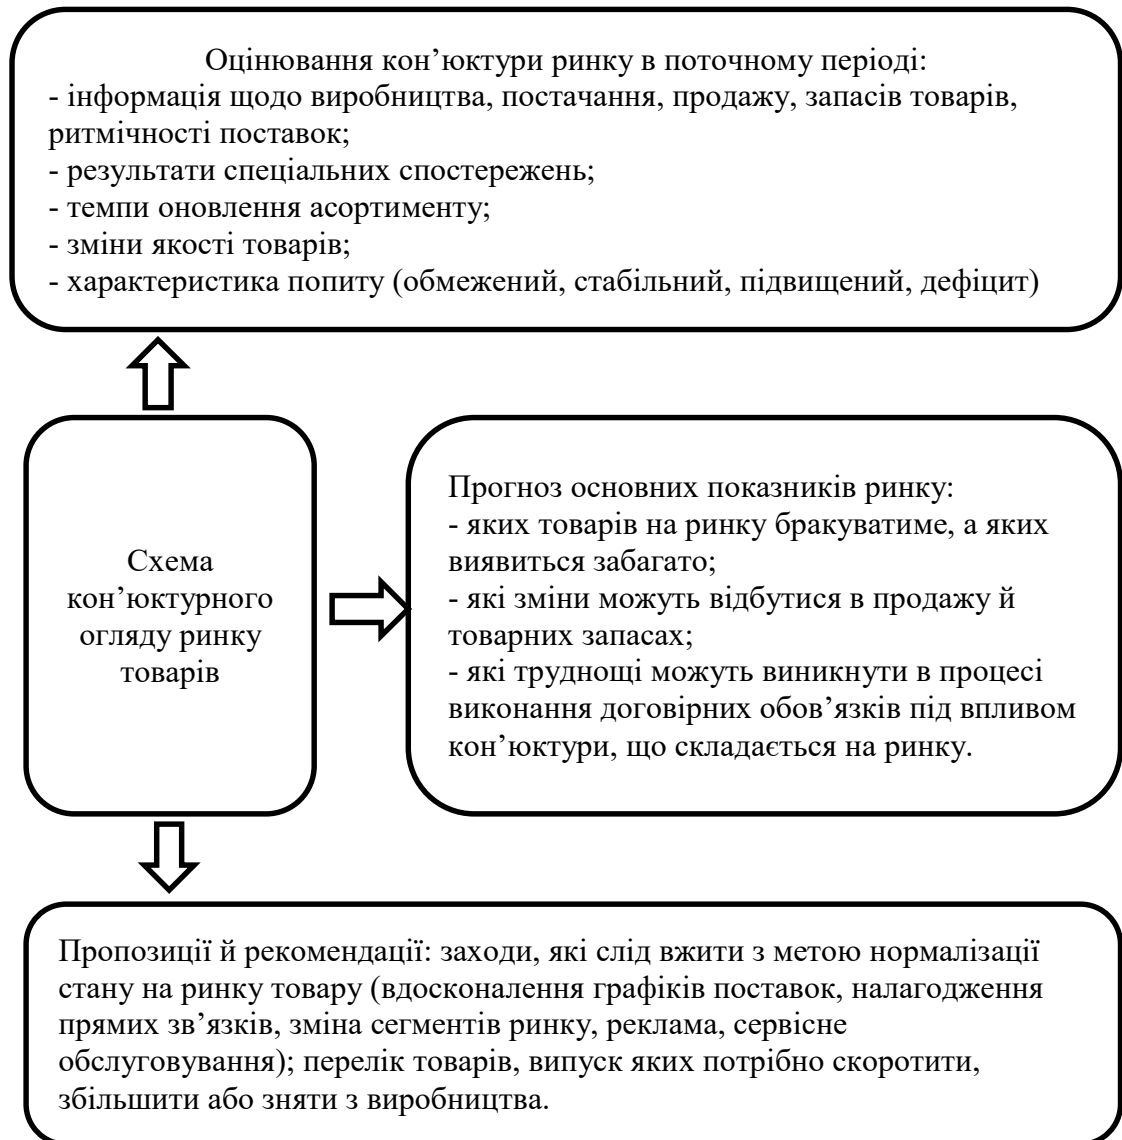 Оцінювання кон’юктури ринку в поточному періоді:
- інформація щодо виробництва, постачання, продажу, запасів товарів,
ритмічності поставок;
- результати спеціальних спостережень;
- темпи оновлення асортименту;
- зміни якості товарів;
- характеристика попиту (обмежений, стабільний, підвищений, дефіцит)
Схема
кон’юктурного
огляду ринку
товарів
Прогноз основних показників ринку:
- яких товарів на ринку бракуватиме, а яких
виявиться забагато;
- які зміни можуть відбутися в продажу й
товарних запасах;
- які труднощі можуть виникнути в процесі
виконання договірних обов’язків під впливом
кон’юктури, що складається на ринку.
Пропозиції й рекомендації: заходи, які слід вжити з метою нормалізації
стану на ринку товару (вдосконалення графіків поставок, налагодження
прямих зв’язків, зміна сегментів ринку, реклама, сервісне
обслуговування); перелік товарів, випуск яких потрібно скоротити,
збільшити або зняти з виробництва.